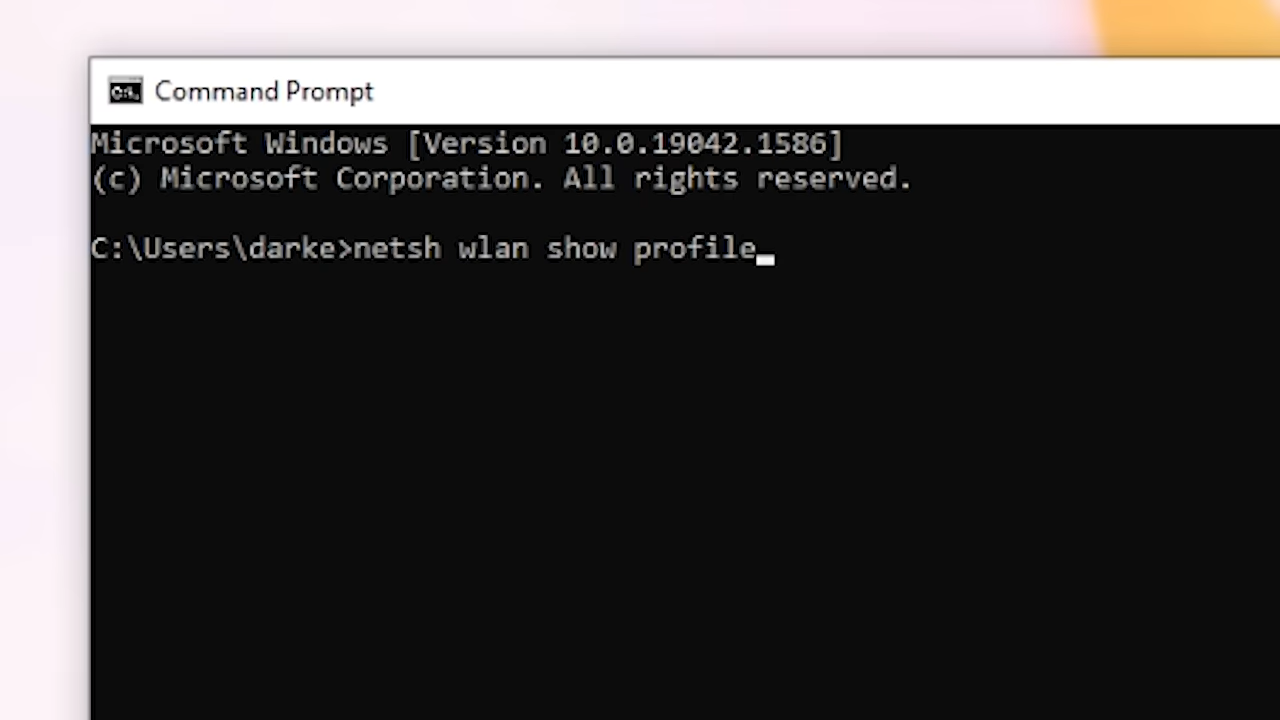 Command Prompt
Microsoft Windows [Version 10.0.19042.1586]
(c) Microsoft Corporation. All rights reserved.
C:\Users\darke>netsh wlan show profile